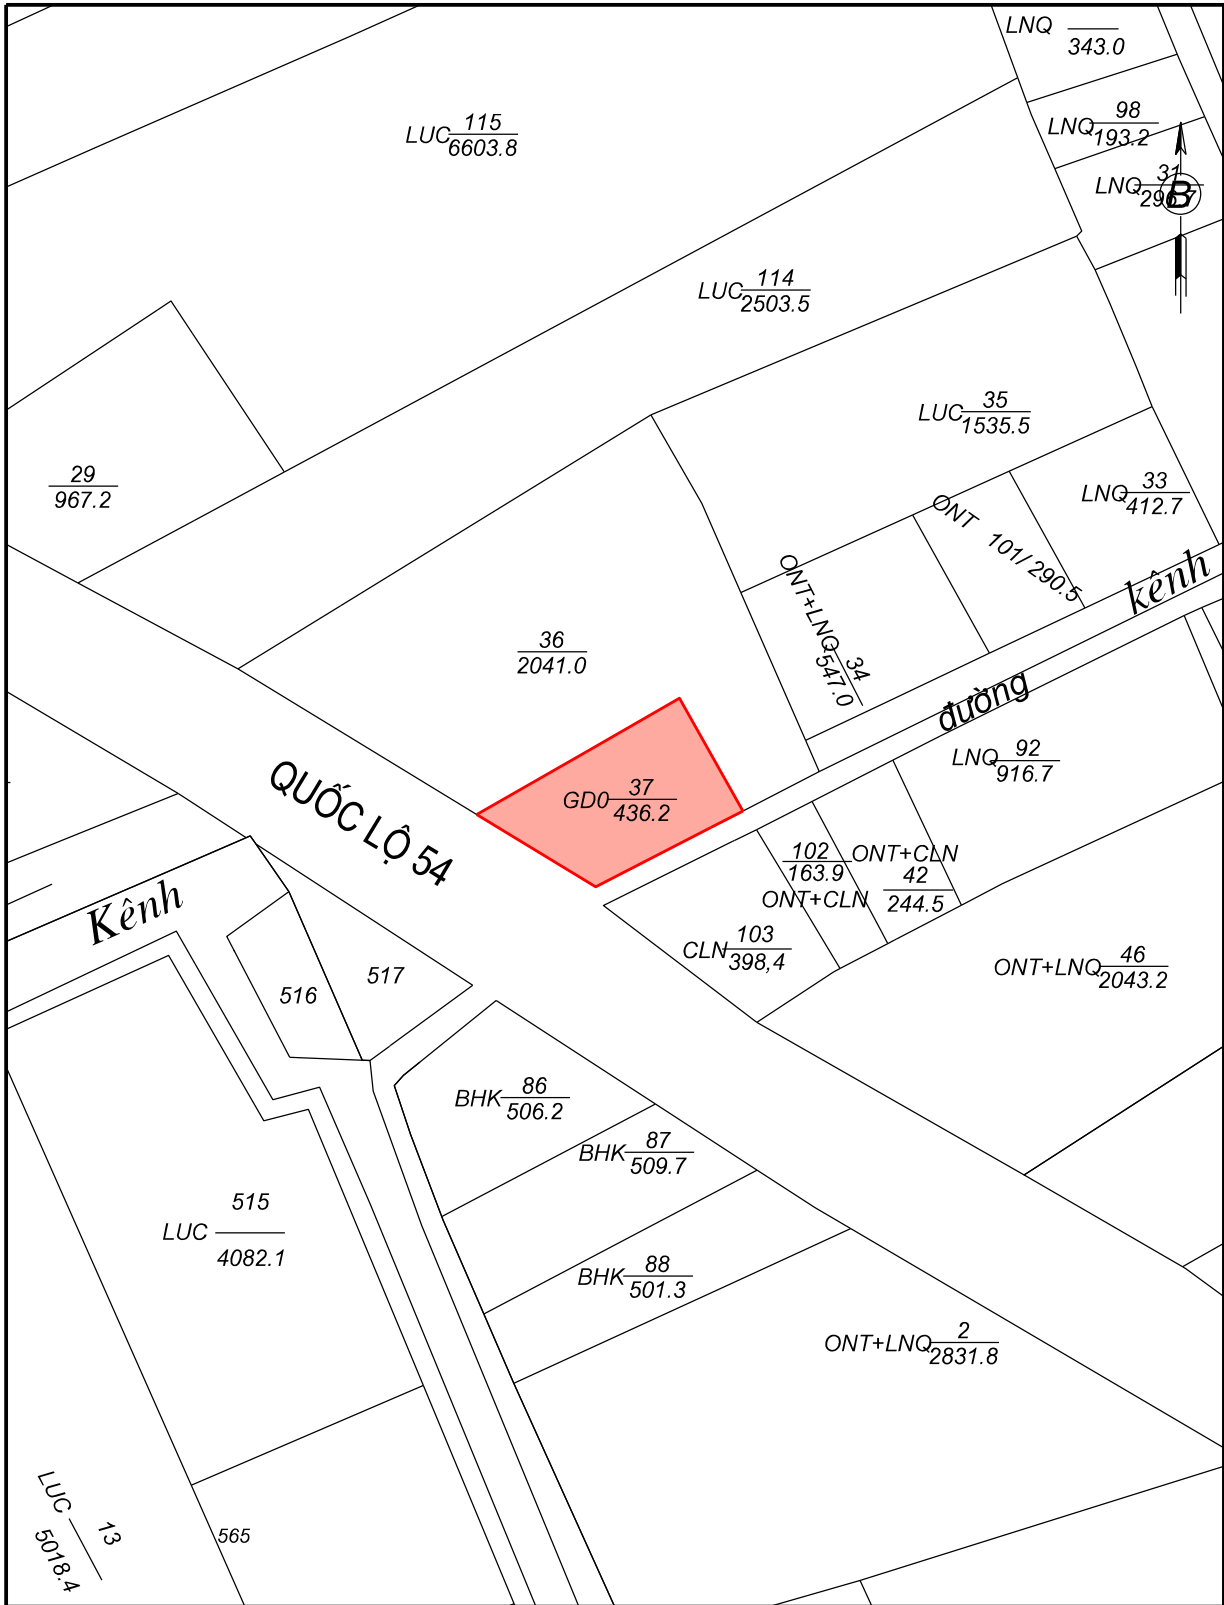 LNQ
343.0
LUC 115
6603.8
LNQ 98
193.2
LNQ 31
296.7
B
LUC 114
2503.5
LUC 35
1535.5
29
967.2
LNQ 33
412.7
ONT
101/290.5
kênh
ONT+LNQ 34
547.0
36
2041.0
đường
LNQ 92
916.7
GD0 37
436.2
QUỐC LỘ 54
102
163.9
ONT+CLN
ONT+CLN
42
244.5
Kênh
CLN 103
398,4
ONT+LNQ 46
2043.2
517
516
BHK 86
506.2
BHK 87
509.7
515
LUC
4082.1
BHK 88
501.3
ONT+LNQ 2
2831.8
LUC 13
5018.4
565